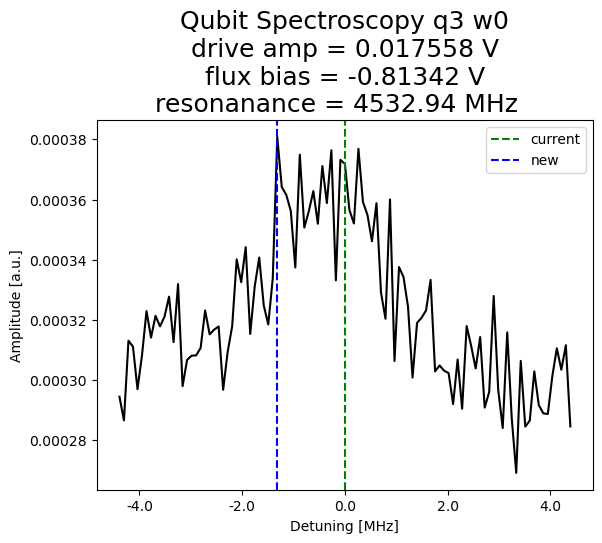 Qubit Spectroscopy q3 w0
drive amp = 0.017558 V
flux bias = -0.81342 V
resonanance = 4532.94 MHz
current
new
0.00038
0.00036
0.00034
0.00032
0.00030
0.00028
Amplitude [a.u.]
-4.0 -2.0 0.0 2.0 4.0
Detuning [MHz]